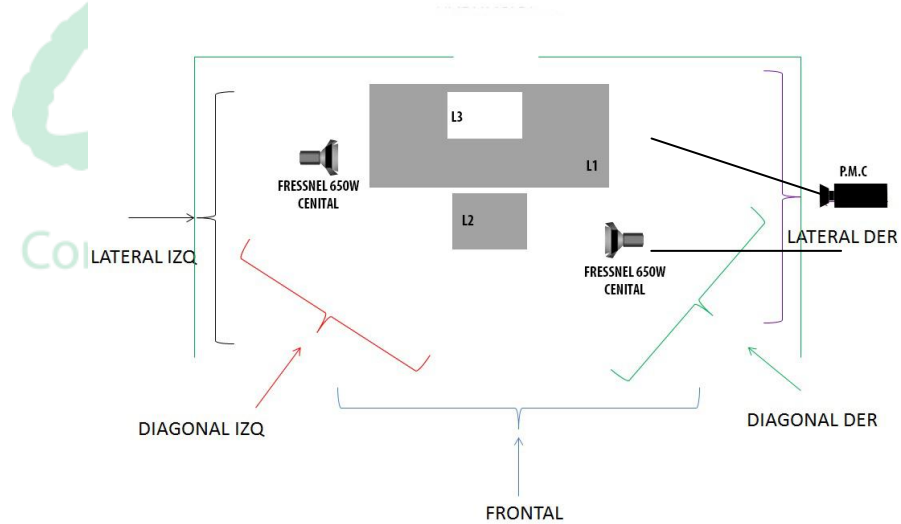 L3
L1
FRESSNEL 650W
CENITAL
P.M.C
L2
LATERAL DER
LATERAL IZQ
FRESSNEL 650W
CENITAL
DIAGONAL IZQ
DIAGONAL DER
FRONTAL